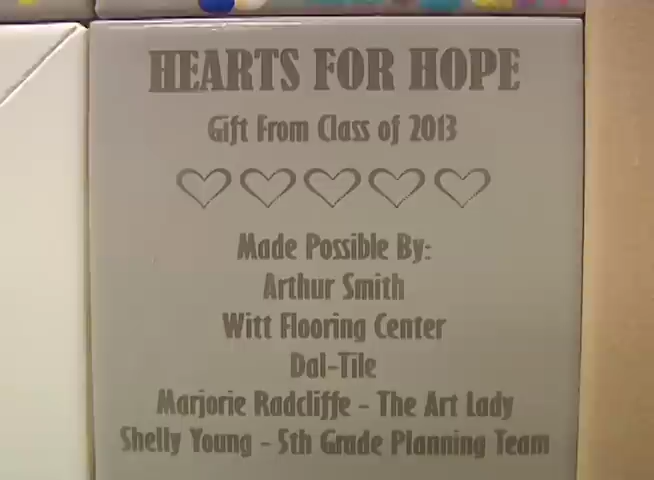 HEARTS FOR HOPE
Gift From Class of 2013
Made Possible By:
Arthur Smith
Witt Flooring Center
Dal-Tile
Marjorie Radcliffe - The Art Lady
Shelly Young - 5th Grade Planning Team